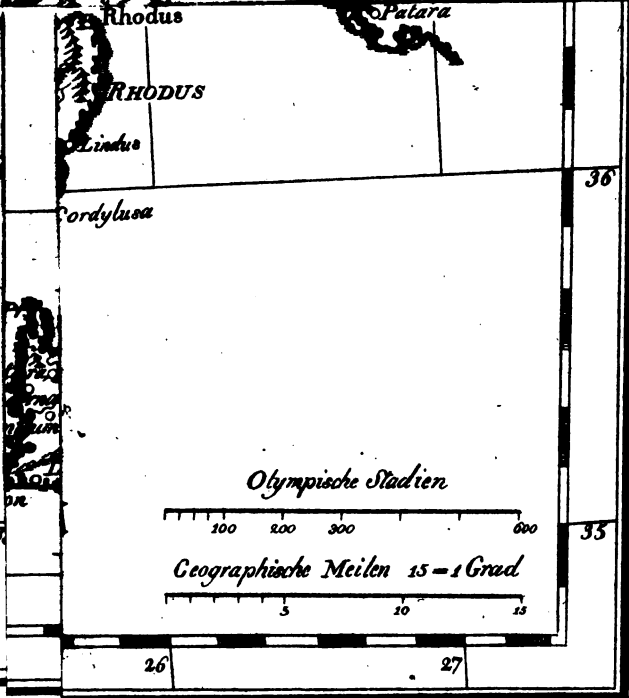 Rhodus
Patara
RHODUS
Lindus
36
Cordylusa
Olympische Stadien
100 200 300 600
35
Geographische Meilen 15=1 Grad
5 10 15
26 27